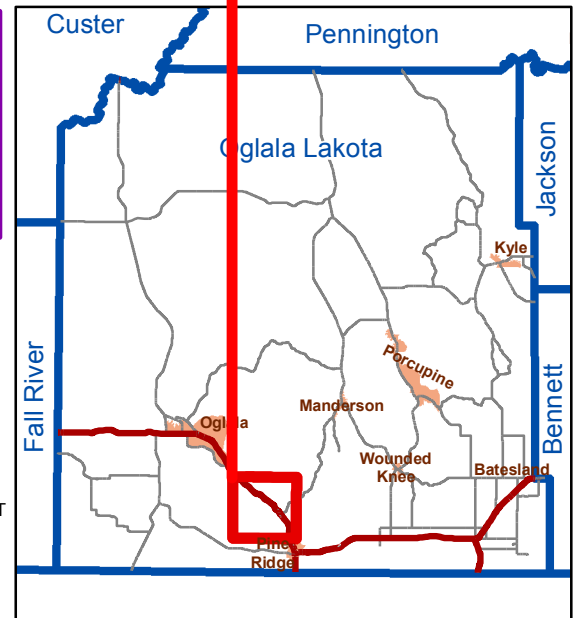 Custer
Pennington
Oglala Lakota
Jackson
Kyle
Porcupine
Fall River
Oglala
Manderson
Bennett
Wounded
Knee
Batesland
T
Pine
Ridge